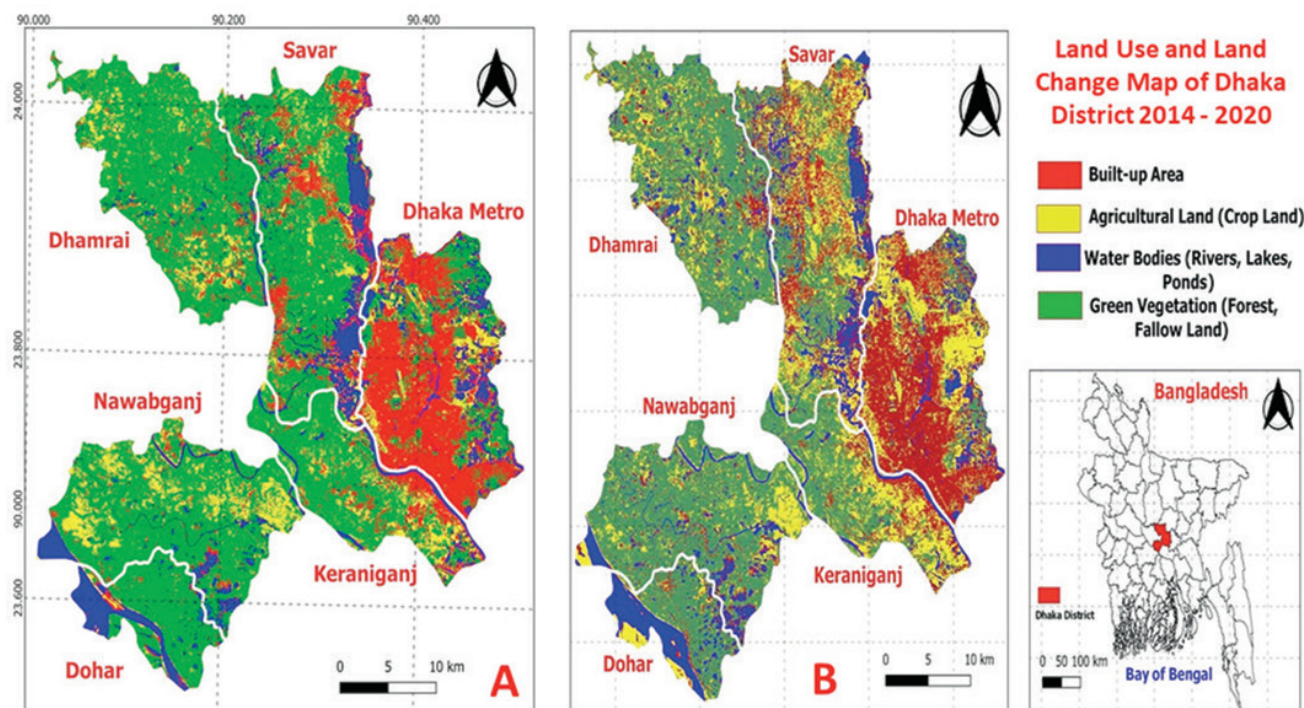 90.000
90.200
90.400
24.000
23.800
90.000
23.600
Savar
Dhamrai
Dhaka Metro
Nawabganj
Keraniganj
Dohar
0 5 10 km
A
Savar
Dhamrai
Dhaka Metro
Nawabganj
Keraniganj
Dohar
0 5 10 km
B
Land Use and Land
Change Map of Dhaka
District 2014 - 2020
Built-up Area
Agricultural Land (Crop Land)
Water Bodies (Rivers, Lakes,
Ponds)
Green Vegetation (Forest,
Fallow Land)
Bangladesh
Dhaka District
Bay of Bengal
0 50 100 km